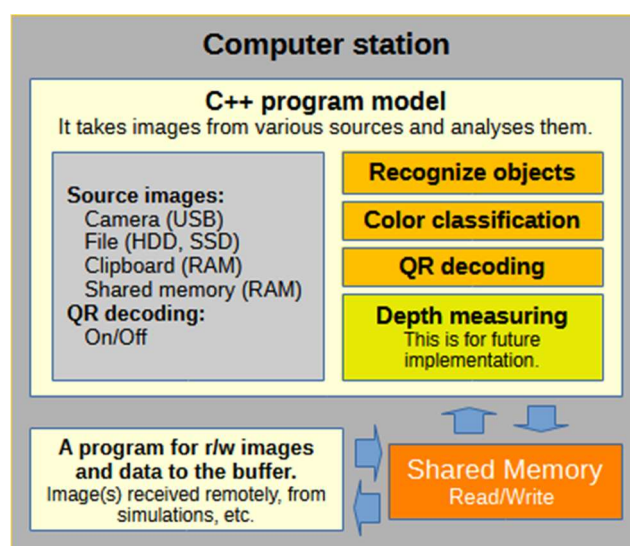 Computer station
C++ program model
It takes images from various sources and analyses them.
Source images:
Camera (USB)
File (HDD, SSD)
Clipboard (RAM)
Shared memory (RAM)
QR decoding:
On/Off
Recognize objects
Color classification
QR decoding
Depth measuring
This is for future
implementation.
A program for r/w images
and data to the buffer.
Image(s) received remotely, from
simulations, etc.
Shared Memory
Read/Write